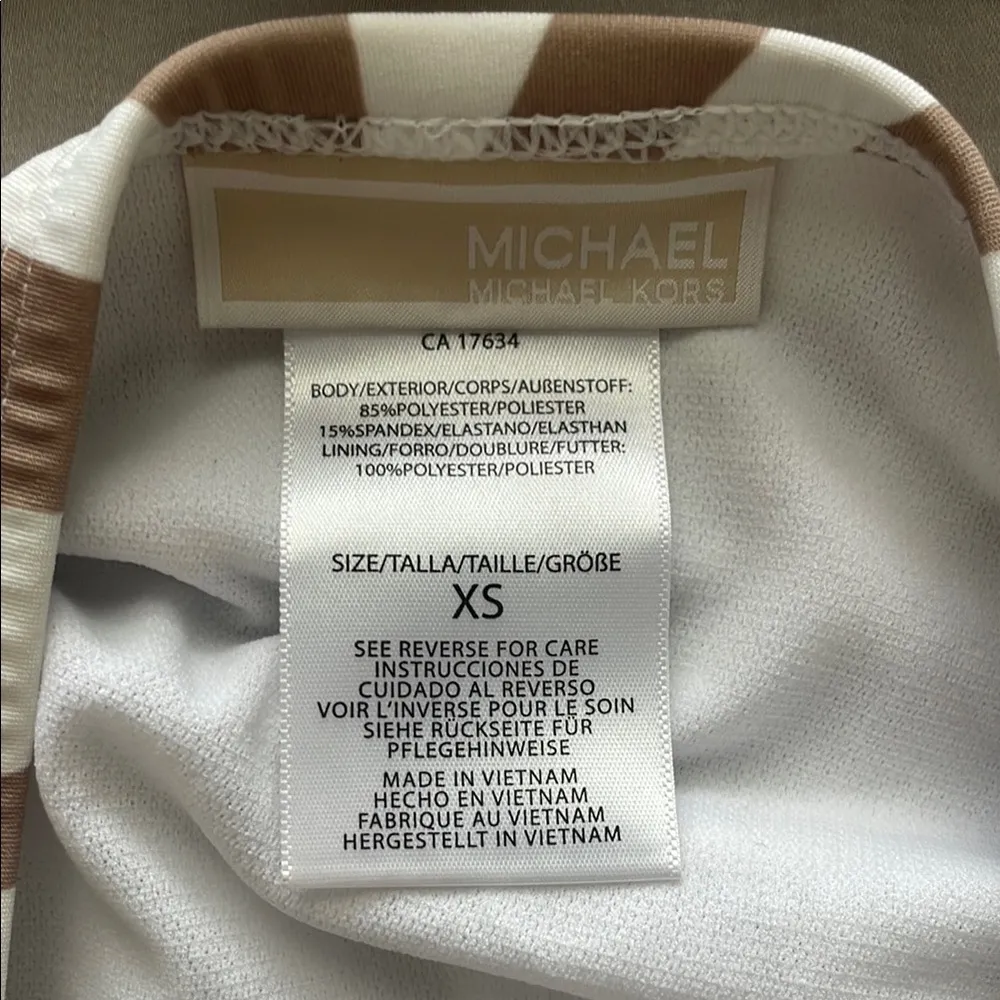 MICHAEL
MICHAEL KORS
CA 17634
BODY/EXTERIOR/CORPS/AUßENSTOFF:
85%POLYESTER/POLIESTER
15%SPANDEX/ELASTANO/ELASTHAN
LINING/FORRO/DOUBLURE/FUTTER:
100%POLYESTER/POLIESTER
SIZE/TALLA/TAILLE/GRÖßE
XS
SEE REVERSE FOR CARE
INSTRUCCIONES DE
CUIDADO AL REVERSO
VOIR L'INVERSE POUR LE SOIN
SIEHE RÜCKSEITE FÜR
PFLEGEHINWEISE
MADE IN VIETNAM
HECHO EN VIETNAM
FABRIQUE AU VIETNAM
HERGESTELLT IN VIETNAM